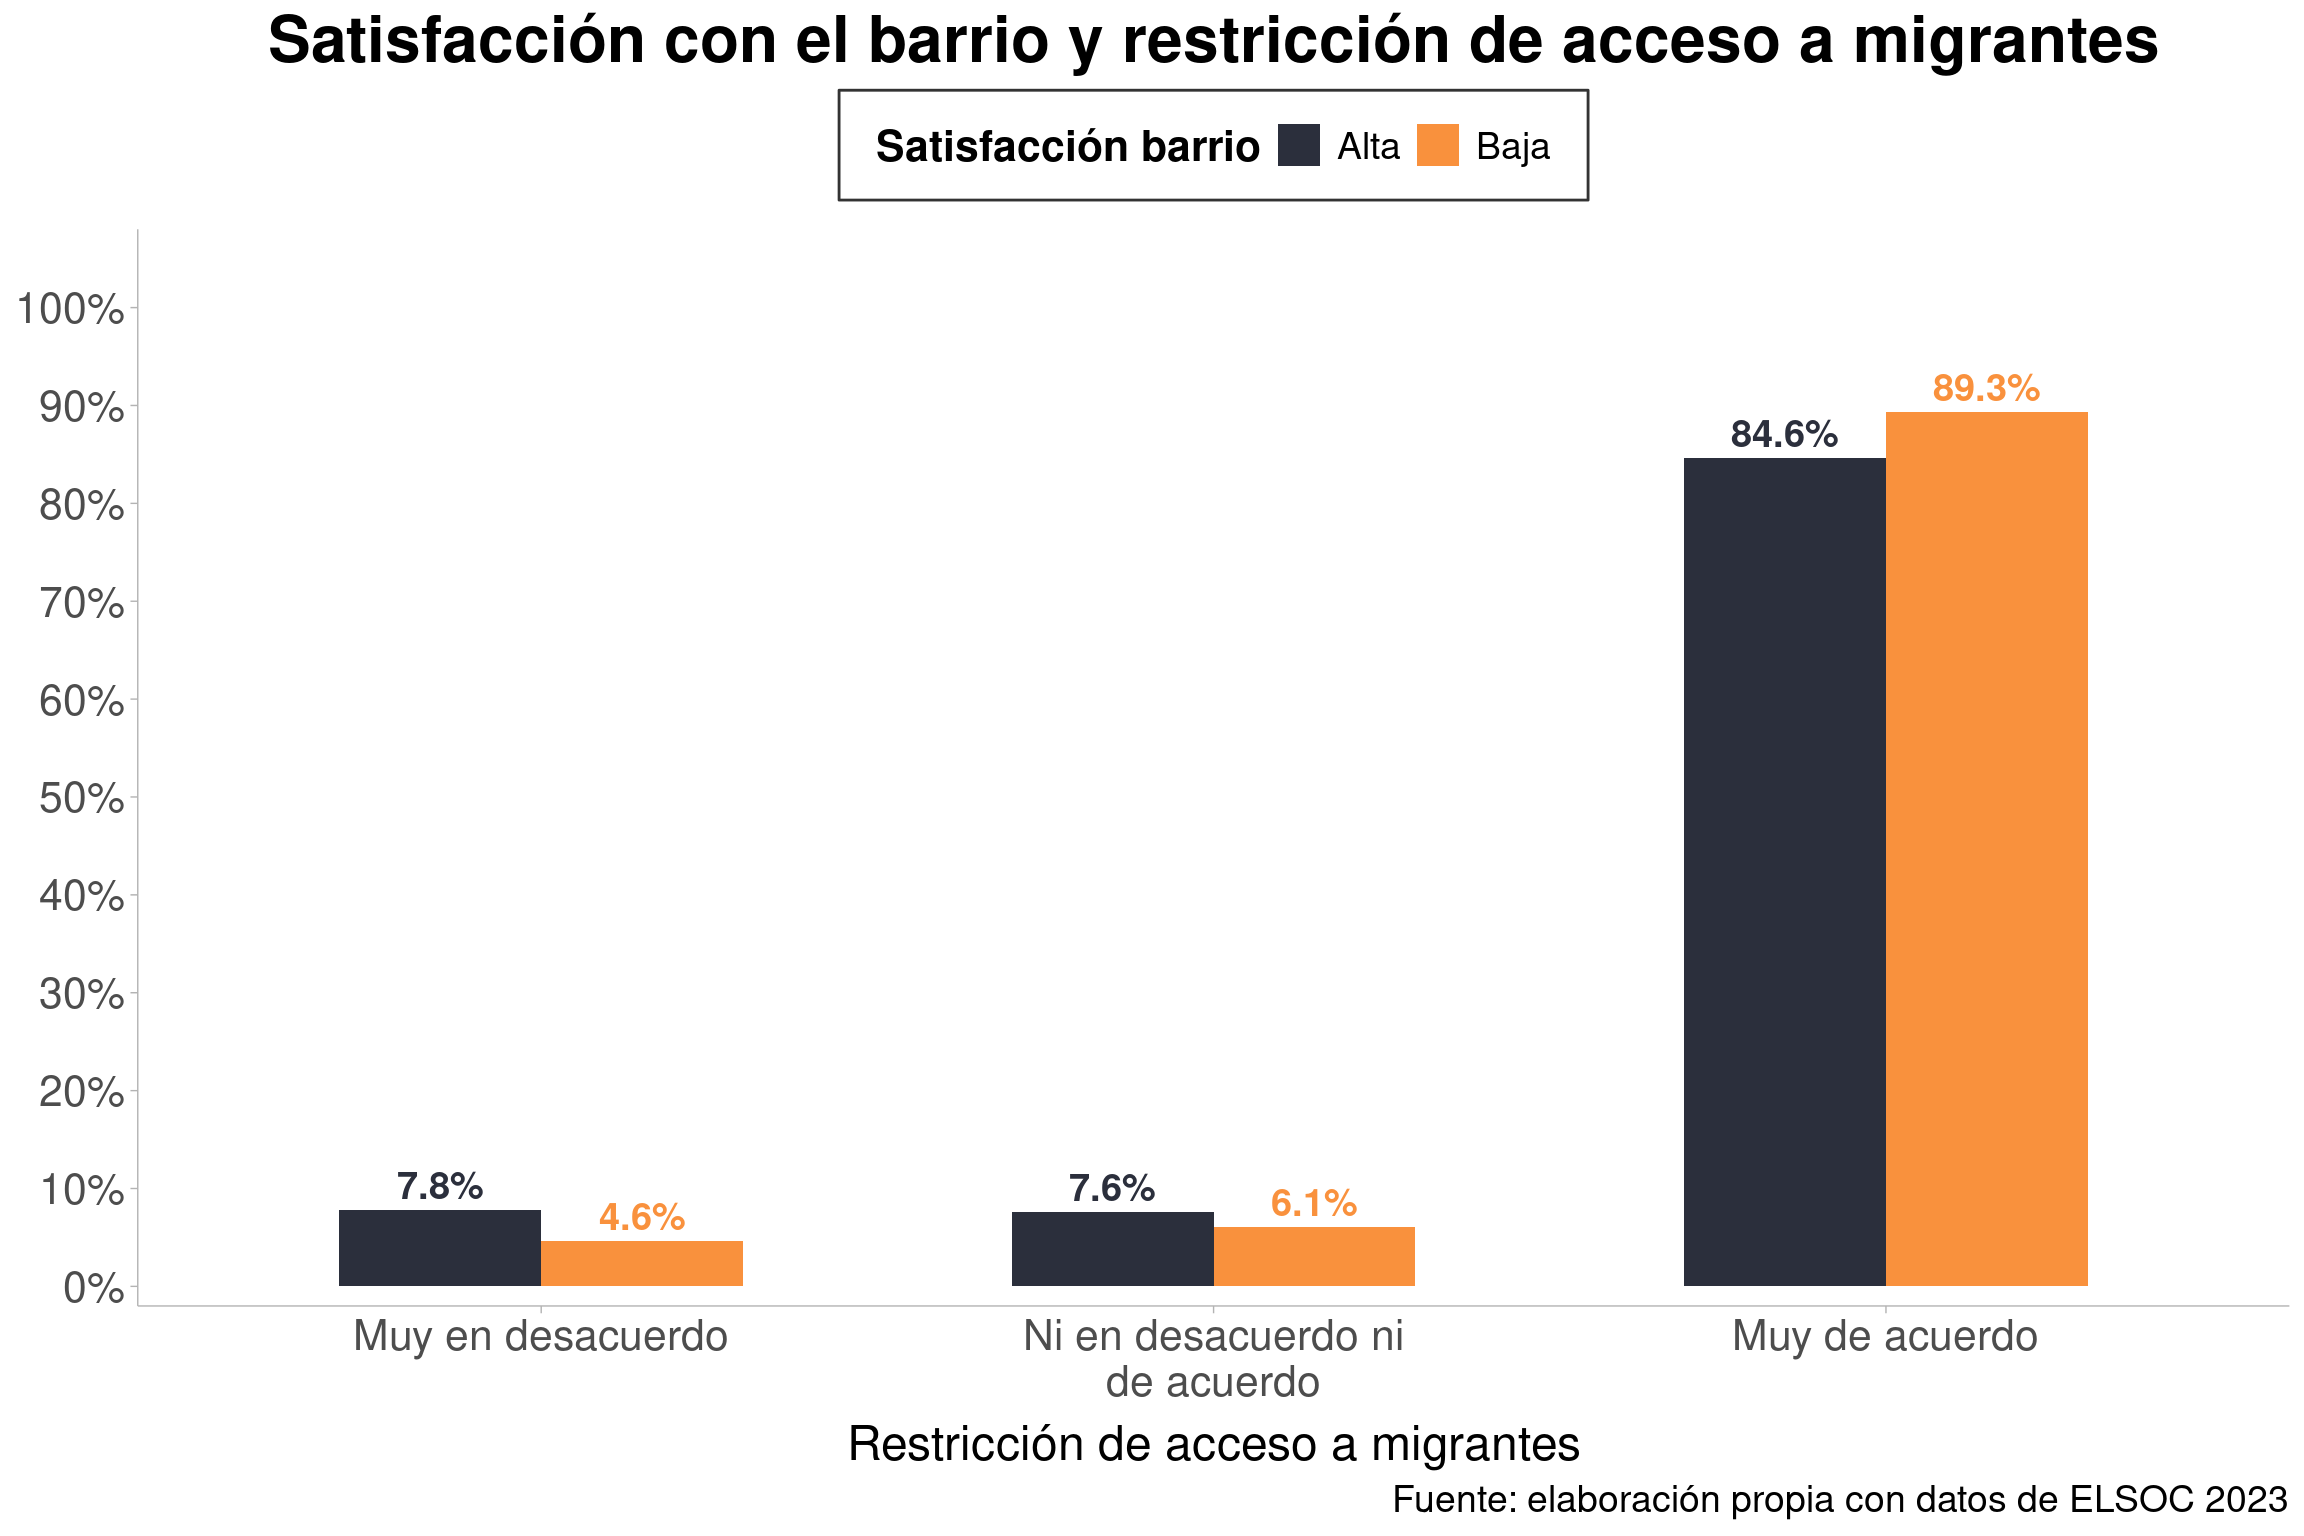 Satisfacción con el barrio y restricción de acceso a migrantes
Satisfacción barrio Alta Baja
100%
90%
80%
70%
60%
50%
40%
30%
20%
10%
0%
7.8%
4.6%
7.6%
6.1%
84.6%
89.3%
Muy en desacuerdo
Ni en desacuerdo ni
de acuerdo
Muy de acuerdo
Restricción de acceso a migrantes
Fuente: elaboración propia con datos de ELSOC 2023